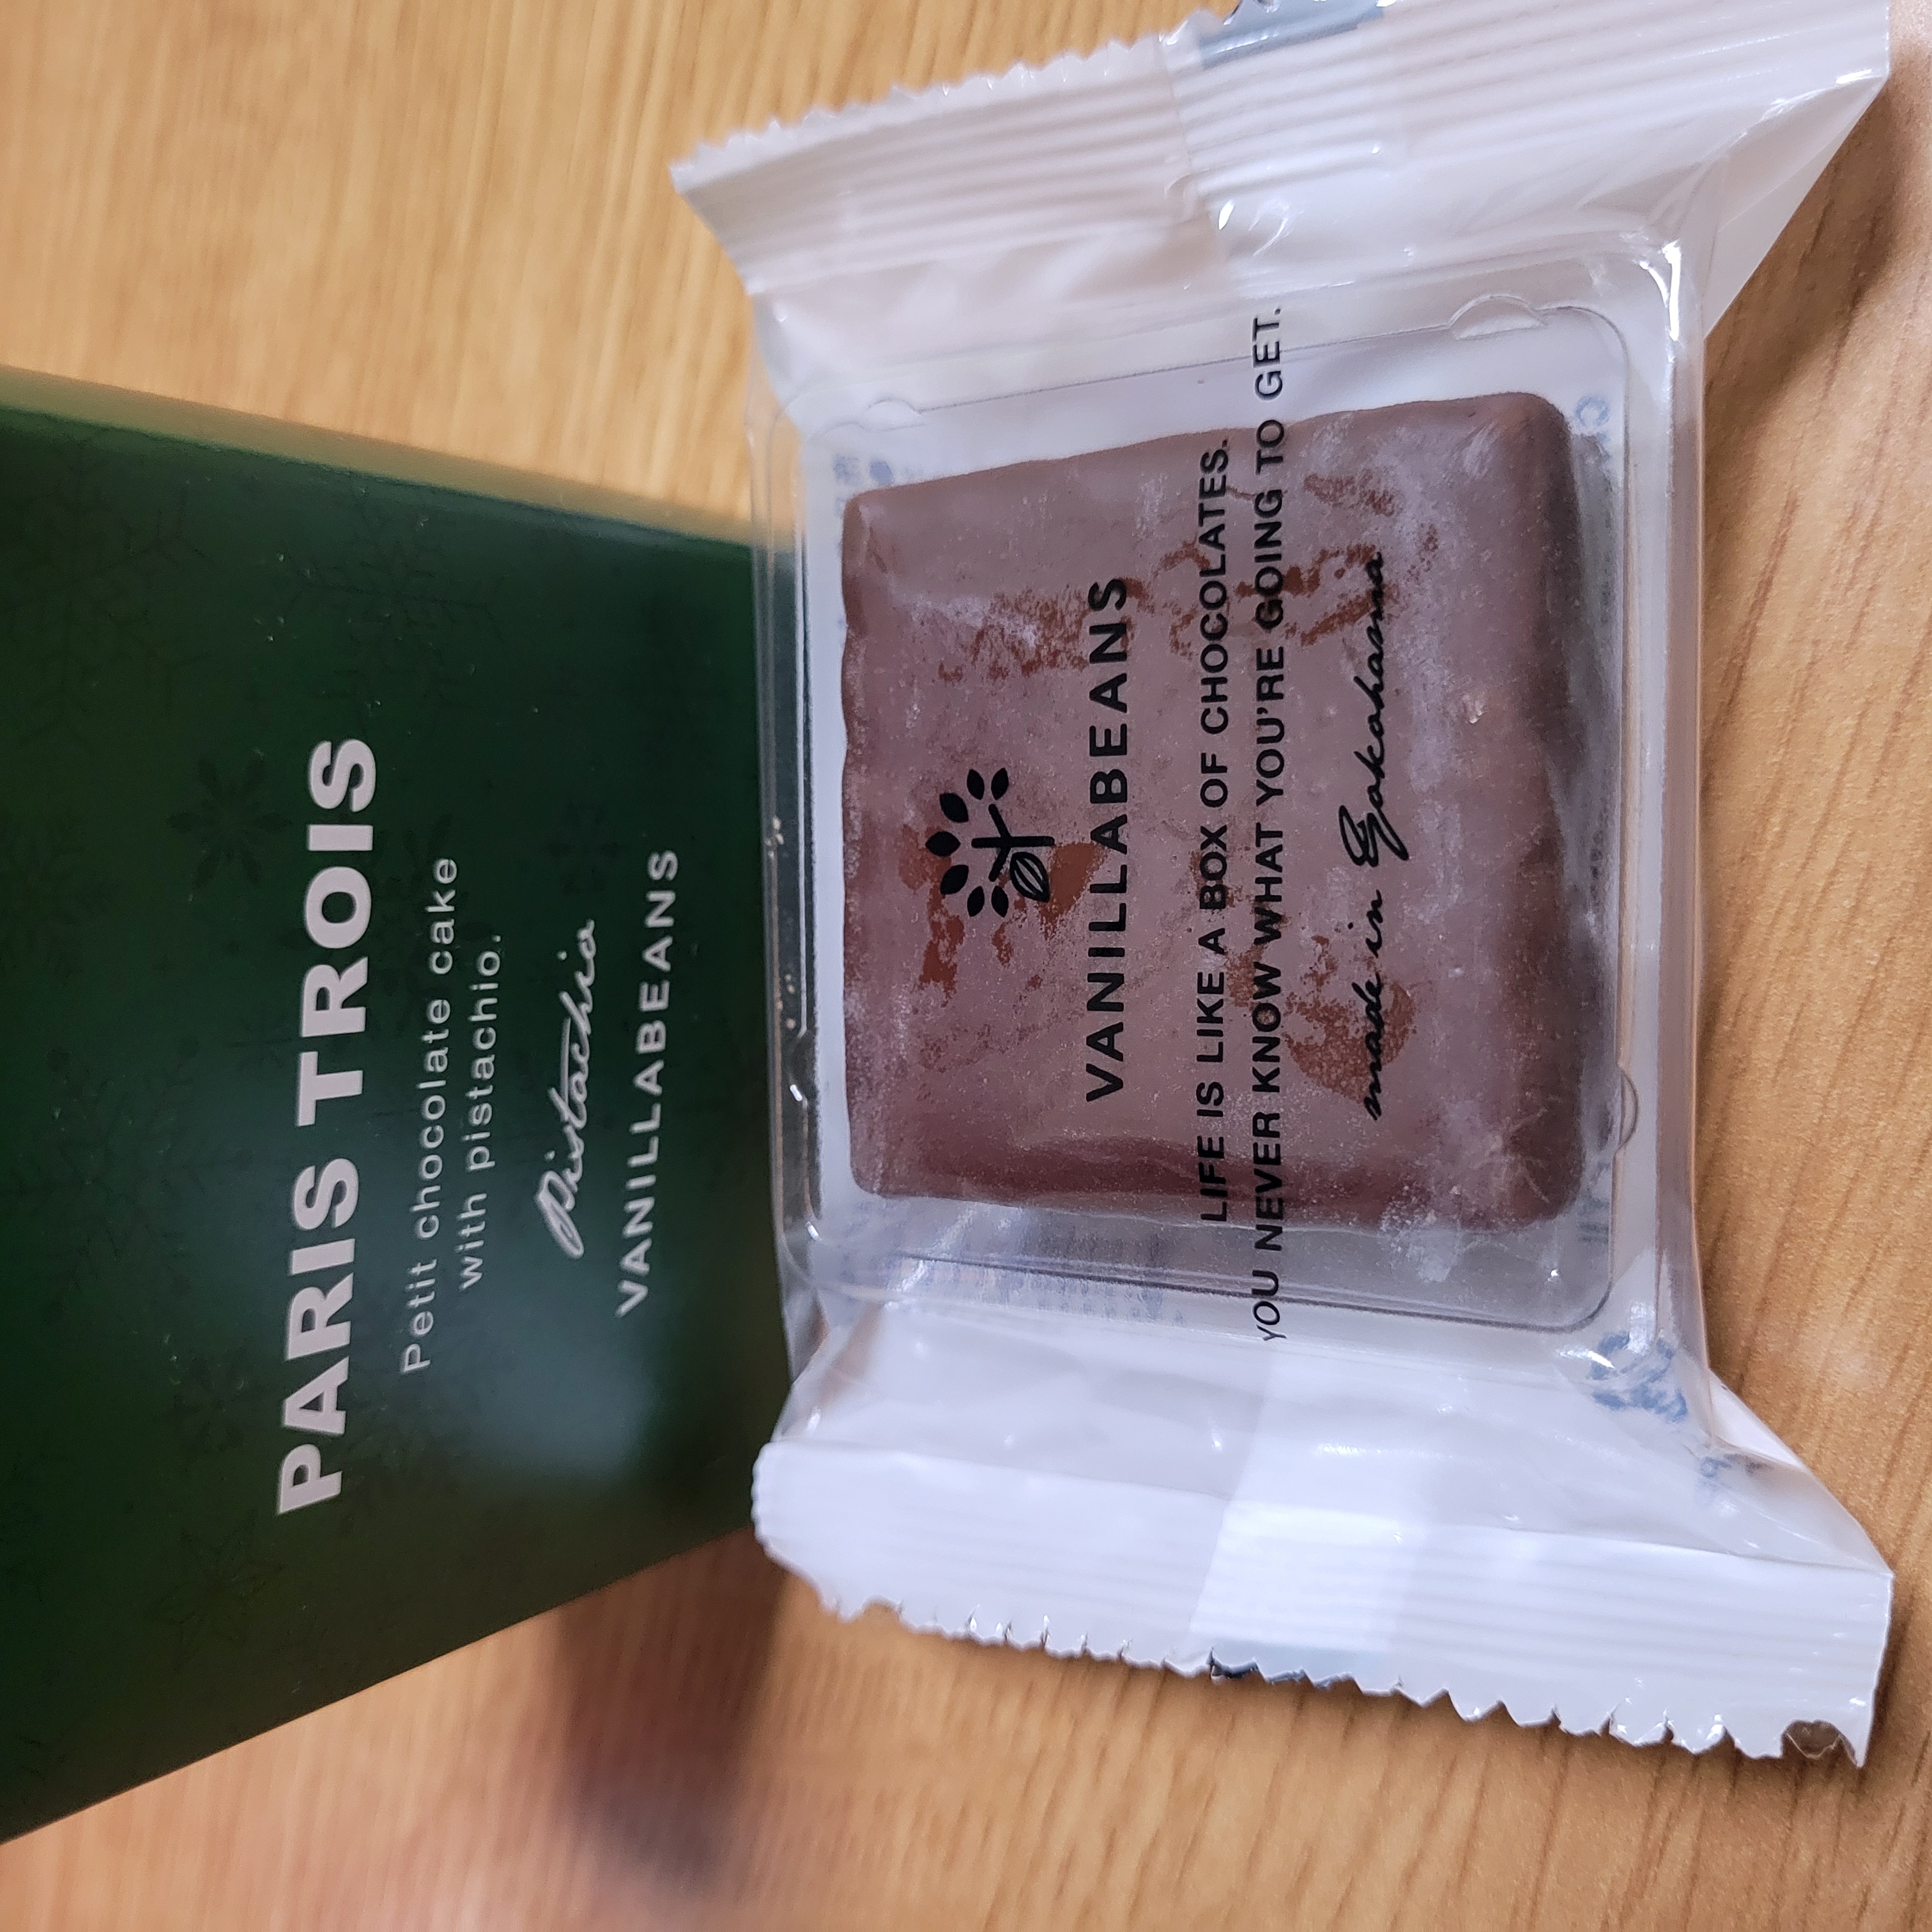 PARIS TROIS
Petit chocolate cake
with pistachio.
Pistachio
VANILLABEANS
VANILLABEANS
LIFE IS LIKE A BOX OF CHOCOLATES.
YOU NEVER KNOW WHAT YOU'RE GOING TO GET.
made in Yokohama